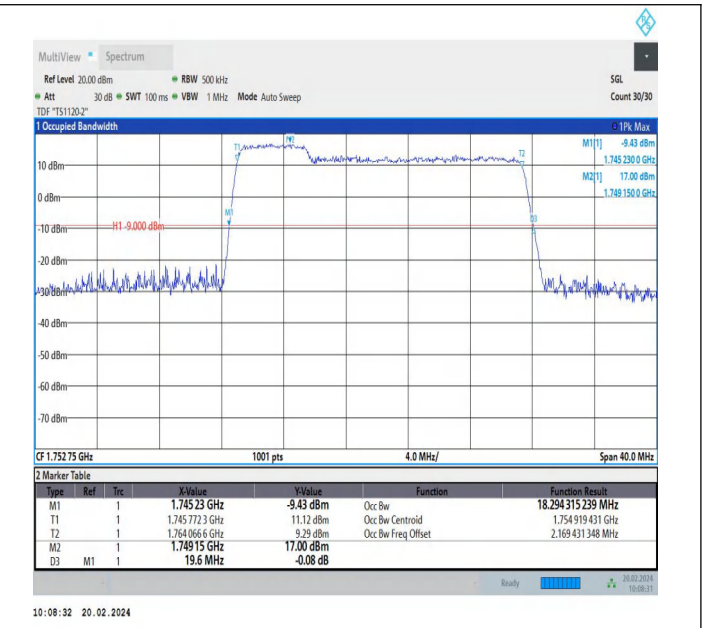 R&S
MultiView Spectrum
Ref Level 20.00 dBm RBW 500 kHz SGL
Att 30 dB SWT 100 ms VBW 1 MHz Mode Auto Sweep Count 30/30
TDF "TS1120-2"
1 Occupied Bandwidth 1Pk Max
M1[1] -9.43 dBm
1.745 230 0 GHz
M2[1] 17.00 dBm
1.749 150 0 GHz
T1
M2
T2
10 dBm
0 dBm
M1
D3
-10 dBm
H1 -9.000 dBm
-20 dBm
-30 dBm
-40 dBm
-50 dBm
-60 dBm
-70 dBm
CF 1.752 75 GHz 1001 pts 4.0 MHz/ Span 40.0 MHz
2 Marker Table
Type Ref Trc X-Value Y-Value Function Function Result
M1 1 1.745 23 GHz -9.43 dBm Occ Bw 18.294 315 239 MHz
T1 1 1.745 772 3 GHz 11.12 dBm Occ Bw Centroid 1.754 919 431 GHz
T2 1 1.764 066 6 GHz 9.29 dBm Occ Bw Freq Offset 2.169 431 348 MHz
M2 1 1.749 15 GHz 17.00 dBm
D3 M1 1 19.6 MHz -0.08 dB
Ready 20.02.2024
10:08:31
10:08:32 20.02.2024